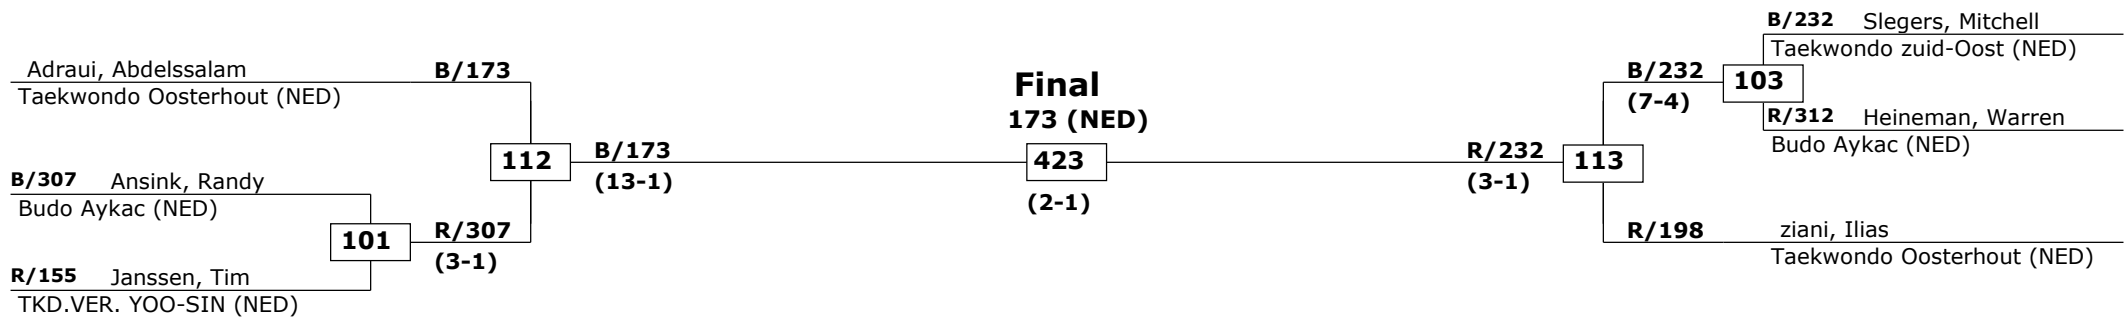 Adraui, Abdelssalam
B/173
Taekwondo Oosterhout (NED)
B/307 Ansink, Randy
Budo Aykac (NED)
101
R/155 Janssen, Tim
TKD.VER. YOO-SIN (NED)
R/307
(3-1)
112
B/173
(13-1)
Final
173 (NED)
423
(2-1)
R/232
(3-1)
113
B/232
(7-4)
103
B/232 Slegers, Mitchell
Taekwondo zuid-Oost (NED)
R/312 Heineman, Warren
Budo Aykac (NED)
R/198 ziani, Ilias
Taekwondo Oosterhout (NED)